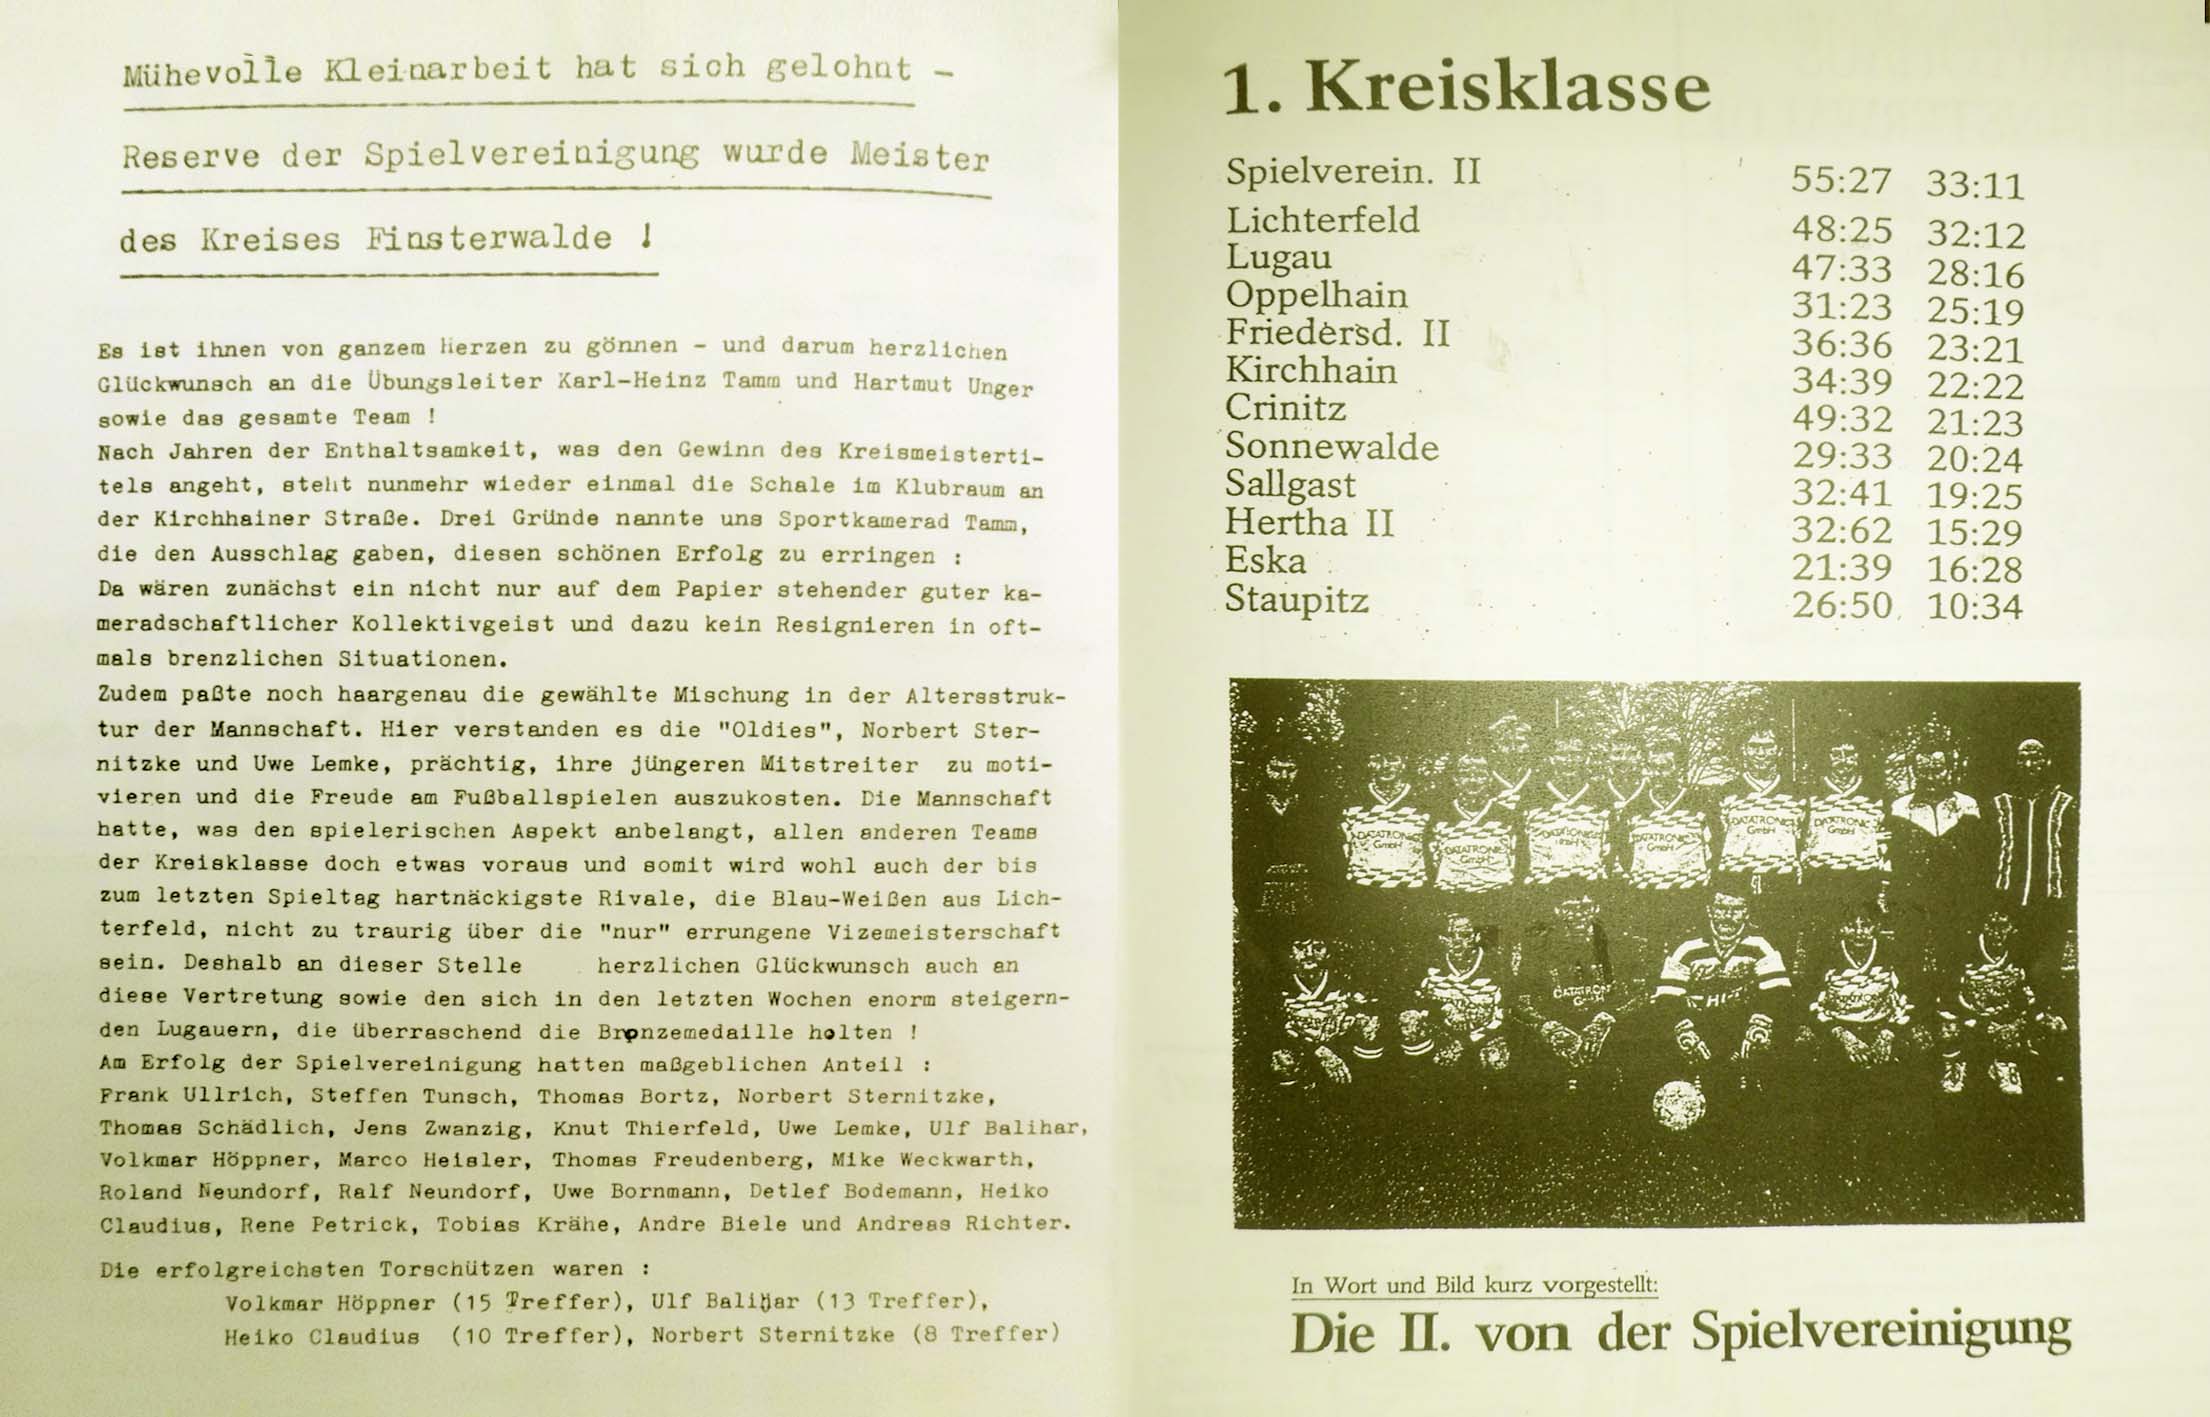 Mühevolle Kleinarbeit hat sich gelohnt -
Reserve der Spielvereinigung wurde Meister
des Kreises Finsterwalde !
Es ist ihnen von ganzem Herzen zu gönnen - und darum herzlichen
Glückwunsch an die Übungsleiter Karl-Heinz Tamm und Hartmut Unger
sowie das gesamte Team !
Nach Jahren der Enthaltsamkeit, was den Gewinn des Kreismeisterti-
tels angeht, steht nunmehr wieder einmal die Schale im Klubraum an
der Kirchhainer Straße. Drei Gründe nannte uns Sportkamerad Tamm,
die den Ausschlag gaben, diesen schönen Erfolg zu erringen :
Da wären zunächst ein nicht nur auf dem Papier stehender guter ka-
meradschaftlicher Kollektivgeist und dazu kein Resignieren in oft-
mals brenzlichen Situationen.
Zudem paßte noch haargenau die gewählte Mischung in der Altersstruk-
tur der Mannschaft. Hier verstanden es die "Oldies", Norbert Ster-
nitzke und Uwe Lemke, prächtig, ihre jüngeren Mitstreiter zu moti-
vieren und die Freude am Fußballspielen auszukosten. Die Mannschaft
hatte, was den spielerischen Aspekt anbelangt, allen anderen Teams
der Kreisklasse doch etwas voraus und somit wird wohl auch der bis
zum letzten Spieltag hartnäckigste Rivale, die Blau-Weißen aus Lich-
terfeld, nicht zu traurig über die "nur" errungene Vizemeisterschaft
sein. Deshalb an dieser Stelle herzlichen Glückwunsch auch an
diese Vertretung sowie den sich in den letzten Wochen enorm steigern-
den Lugauern, die überraschend die Bronzemedaille holten !
Am Erfolg der Spielvereinigung hatten maßgeblichen Anteil :
Frank Ullrich, Steffen Tunsch, Thomas Bortz, Norbert Sternitzke,
Thomas Schädlich, Jens Zwanzig, Knut Thierfeld, Uwe Lemke, Ulf Balihar,
Volkmar Höppner, Marco Heisler, Thomas Freudenberg, Mike Weckwarth,
Roland Neundorf, Ralf Neundorf, Uwe Bornmann, Detlef Bodemann, Heiko
Claudius, Rene Petrick, Tobias Krähe, Andre Biele und Andreas Richter.
Die erfolgreichsten Torschützen waren :
Volkmar Höppner (15 Treffer), Ulf Balihar (13 Treffer),
Heiko Claudius (10 Treffer), Norbert Sternitzke (8 Treffer)
1. Kreisklasse
Spielverein. II 55:27 33:11
Lichterfeld 48:25 32:12
Lugau 47:33 28:16
Oppelhain 31:23 25:19
Friedersd. II 36:36 23:21
Kirchhain 34:39 22:22
Crinitz 49:32 21:23
Sonnewalde 29:33 20:24
Sallgast 32:41 19:25
Hertha II 32:62 15:29
Eska 21:39 16:28
Staupitz 26:50 10:34
DATATRONIC GmbH
DATATRONIC GmbH
DATATRONIC GmbH
DATATRONIC GmbH
DATATRONIC GmbH
DATATRONIC GmbH
In Wort und Bild kurz vorgestellt:
Die II. von der Spielvereinigung